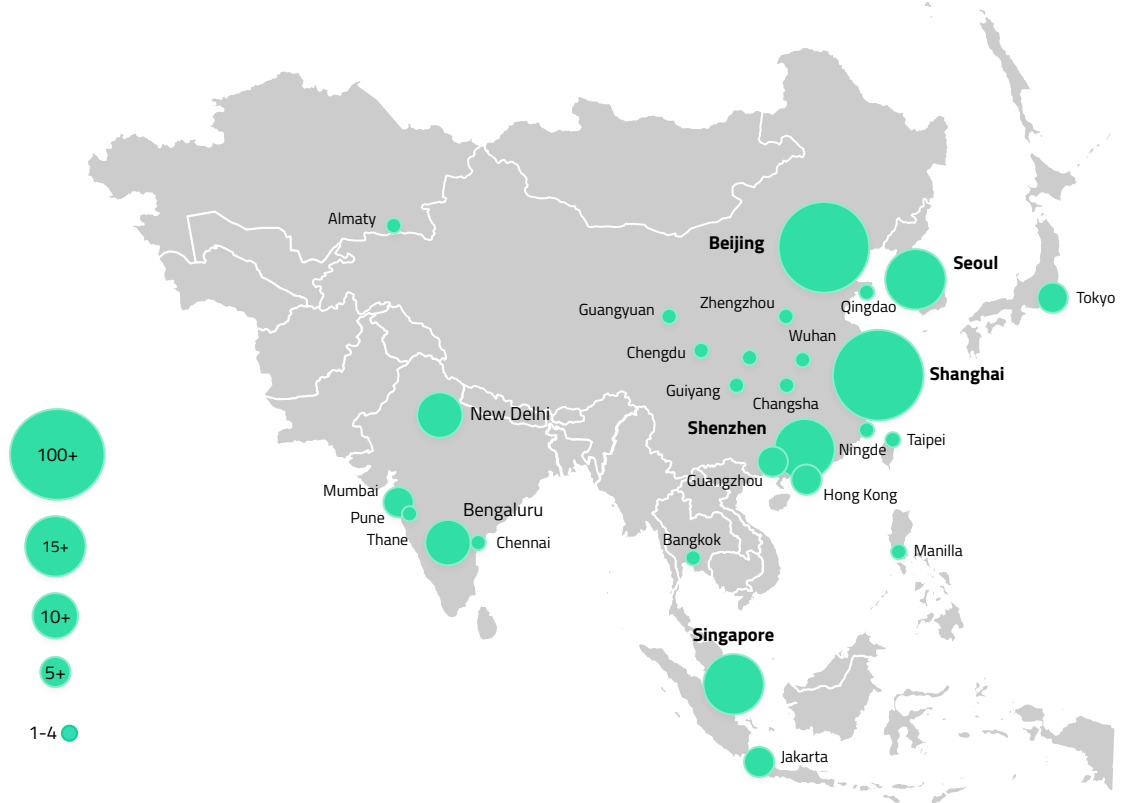 Almaty
Beijing
Seoul
Tokyo
Qingdao
Guangyuan
Zhengzhou
Wuhan
Chengdu
Shanghai
Guiyang
Changsha
New Delhi
Shenzhen
Ningde
Taipei
Guangzhou
Hong Kong
Mumbai
Pune
Thane
Bengaluru
Chennai
Bangkok
Manilla
Singapore
Jakarta
100+
15+
10+
5+
1-4